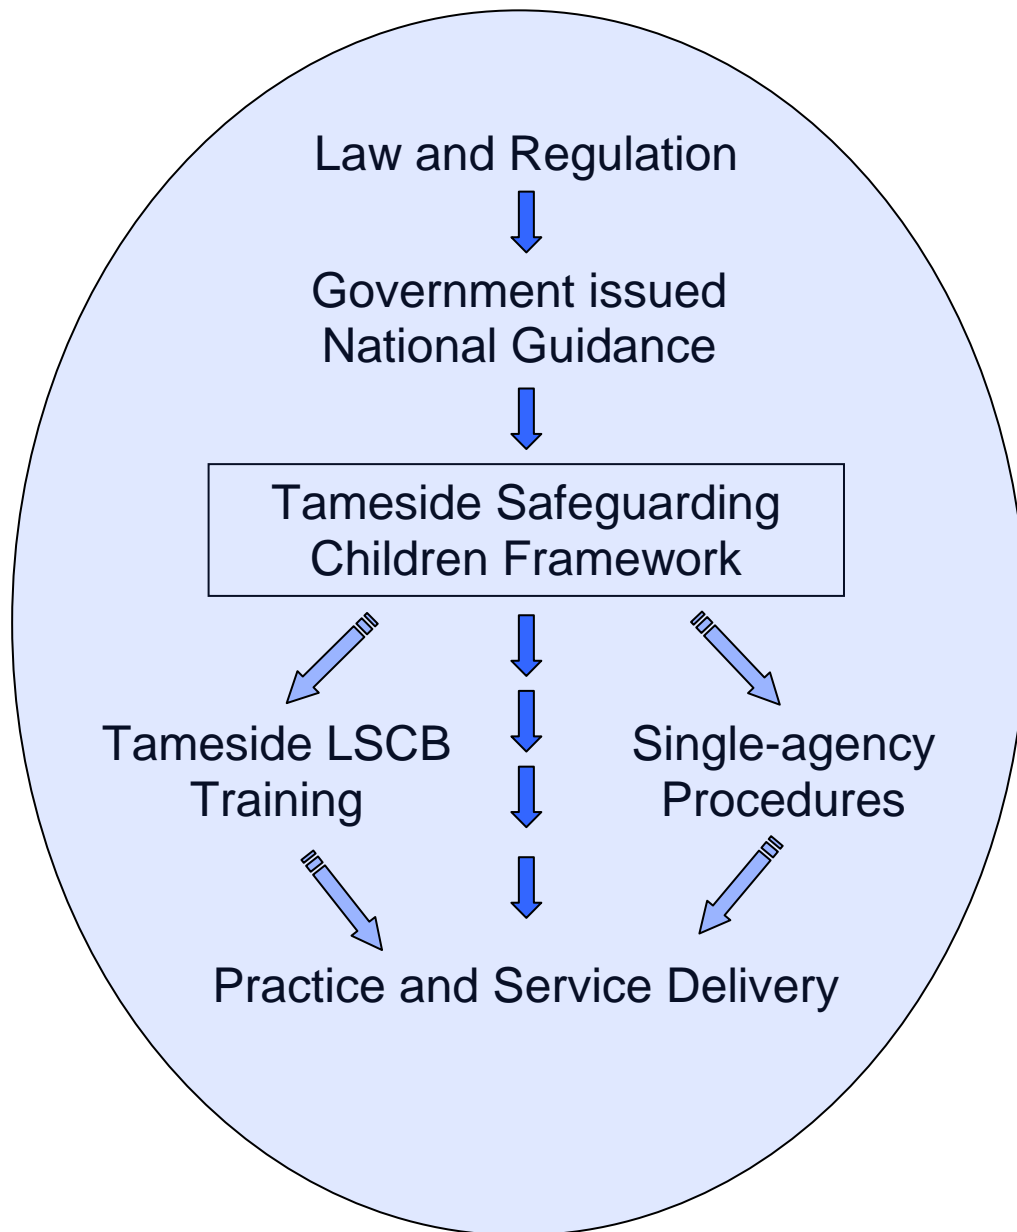 Law and Regulation
Government issued
National Guidance
Tameside Safeguarding
Children Framework
Tameside LSCB
Training
Single-agency
Procedures
Practice and Service Delivery